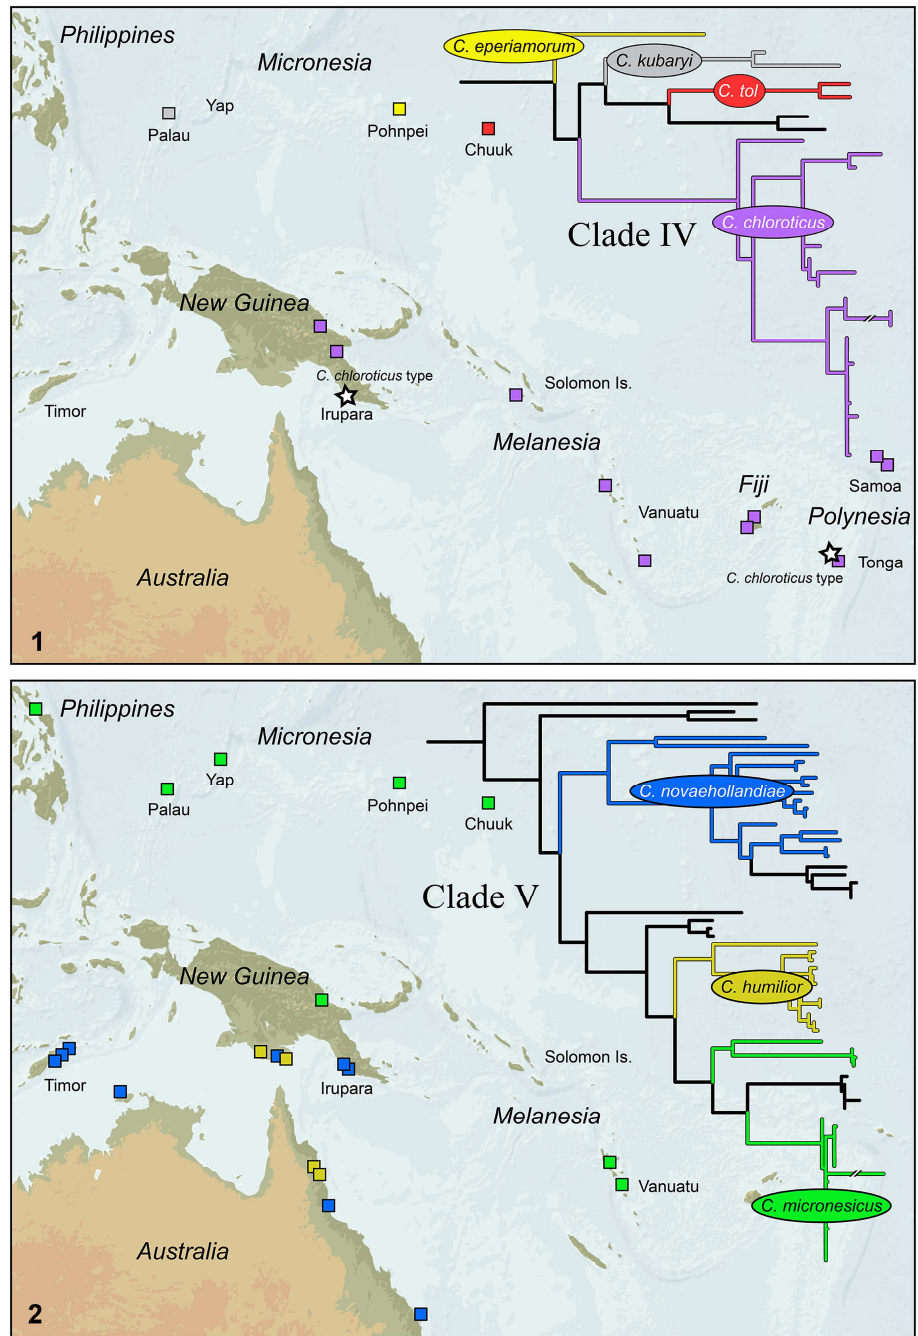 Philippines
Micronesia
C. eperiamorum
C. kubaryi
C. tol
Yap
Palau
Pohnpei
Chuuk
C. chloroticus
Clade IV
New Guinea
C. chloroticus type
Irupara
Timor
Solomon Is.
Melanesia
Samoa
Fiji
Vanuatu
Polynesia
Tonga
C. chloroticus type
Australia
1
Philippines
Micronesia
Yap
Palau
Pohnpei
Chuuk
C. novaehollandiae
Clade V
New Guinea
C. humilior
Timor
Irupara
Solomon Is.
Melanesia
Vanuatu
C. micronesicus
Australia
2